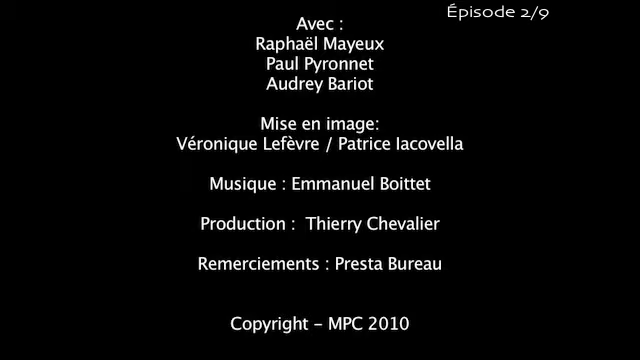 Épisode 2/9
Avec :
Raphaël Mayeux
Paul Pyronnet
Audrey Bariot
Mise en image:
Véronique Lefèvre / Patrice Iacovella
Musique : Emmanuel Boittet
Production :  Thierry Chevalier
Remerciements : Presta Bureau
Copyright - MPC 2010